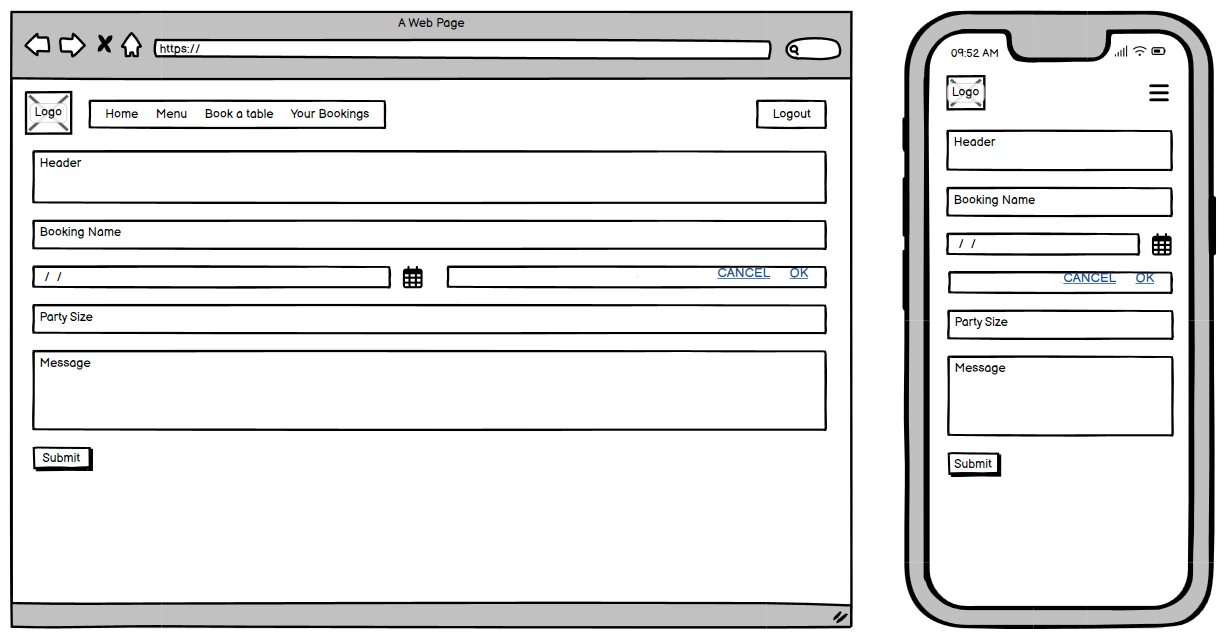 A Web Page
https://
Logo
Home Menu Book a table Your Bookings
Logout
Header
Booking Name
/ /
CANCEL OK
Party Size
Message
Submit
09:52 AM
Logo
Header
Booking Name
/ /
CANCEL OK
Party Size
Message
Submit